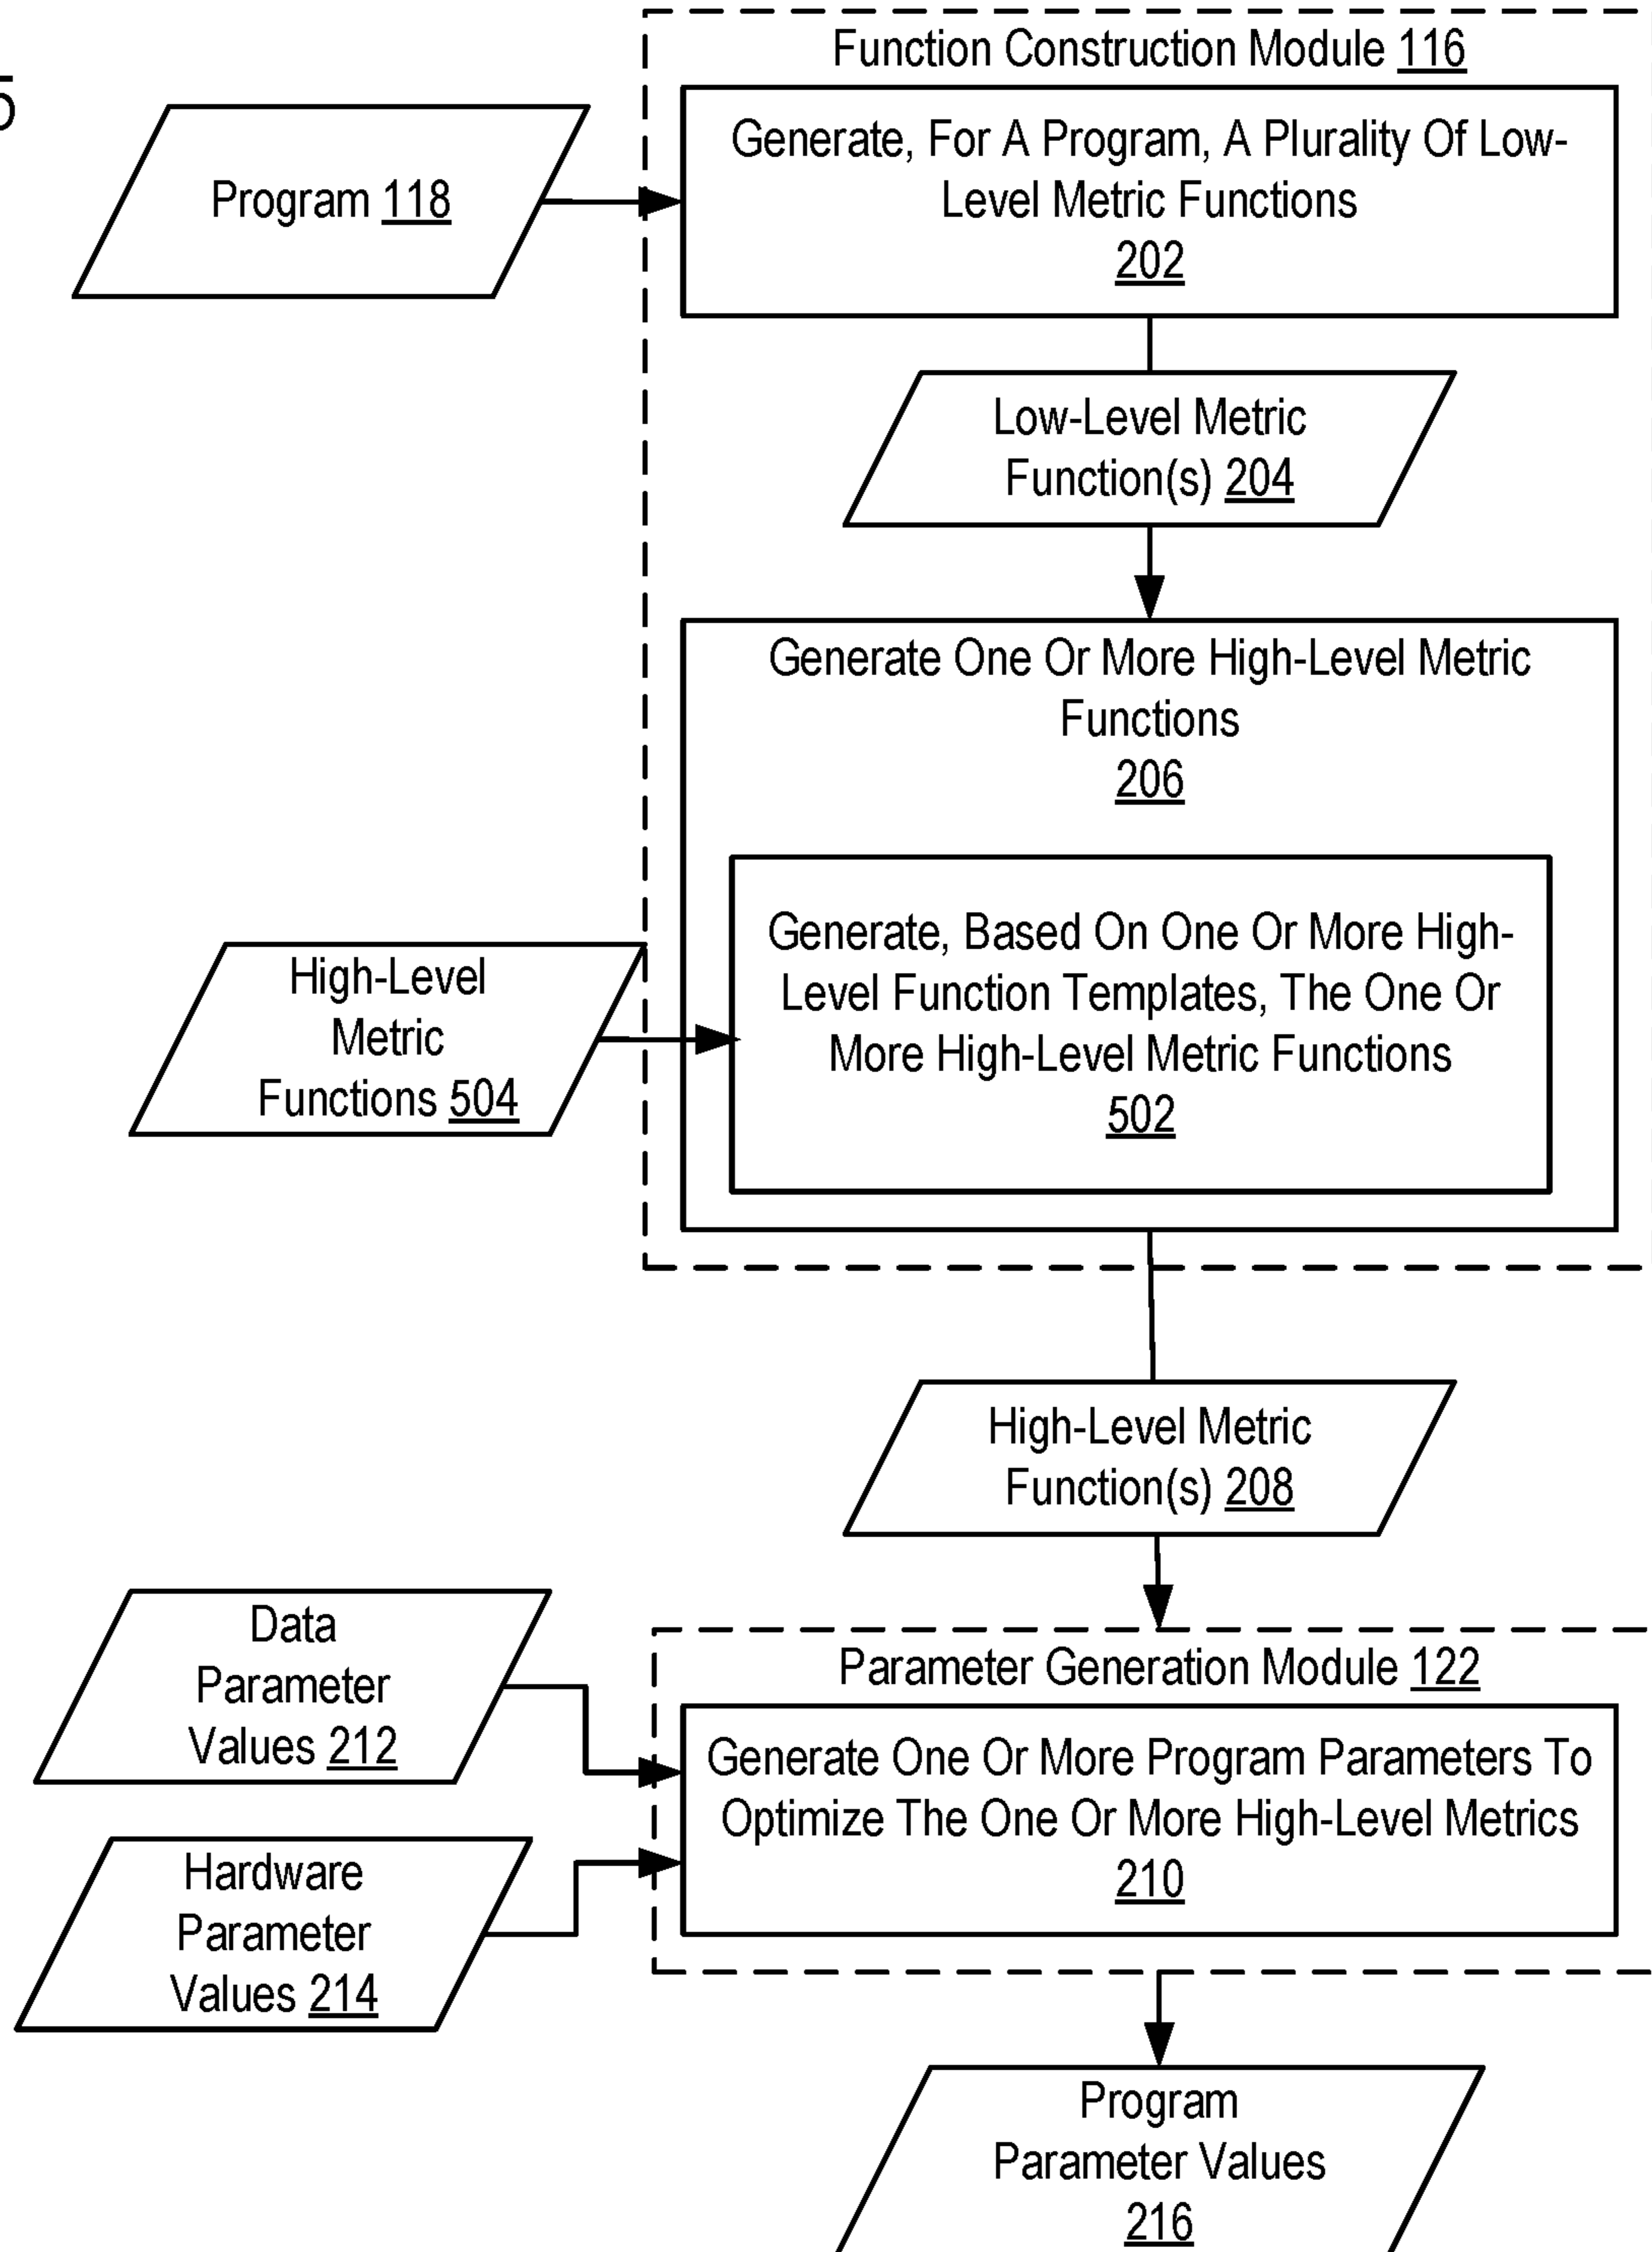 5
Function Construction Module 116
Program 118
Generate, For A Program, A Plurality Of Low-
Level Metric Functions
202
Low-Level Metric
Function(s) 204
Generate One Or More High-Level Metric
Functions
206
High-Level
Metric
Functions 504
Generate, Based On One Or More High-
Level Function Templates, The One Or
More High-Level Metric Functions
502
High-Level Metric
Function(s) 208
Data
Parameter
Values 212
Parameter Generation Module 122
Generate One Or More Program Parameters To
Optimize The One Or More High-Level Metrics
210
Hardware
Parameter
Values 214
Program
Parameter Values
216